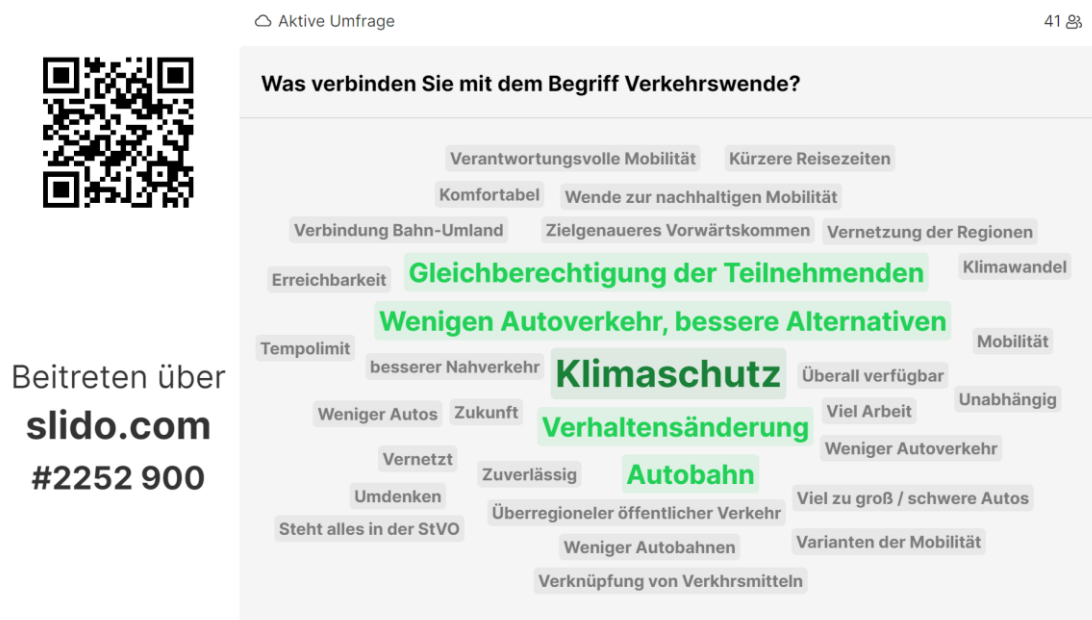 Aktive Umfrage
41
Was verbinden Sie mit dem Begriff Verkehrswende?
Verantwortungsvolle Mobilität
Kürzere Reisezeiten
Komfortabel
Wende zur nachhaltigen Mobilität
Verbindung Bahn-Umland
Zielgenaueres Vorwärtskommen
Vernetzung der Regionen
Erreichbarkeit
Gleichberechtigung der Teilnehmenden
Klimawandel
Wenigen Autoverkehr, bessere Alternativen
Tempolimit
Mobilität
besserer Nahverkehr
Klimaschutz
Überall verfügbar
Unabhängig
Weniger Autos
Zukunft
Verhaltensänderung
Viel Arbeit
Weniger Autoverkehr
Vernetzt
Zuverlässig
Autobahn
Umdenken
Viel zu groß / schwere Autos
Überregioneler öffentlicher Verkehr
Steht alles in der StVO
Weniger Autobahnen
Varianten der Mobilität
Verknüpfung von Verkhrsmitteln
Beitreten über
slido.com
#2252 900